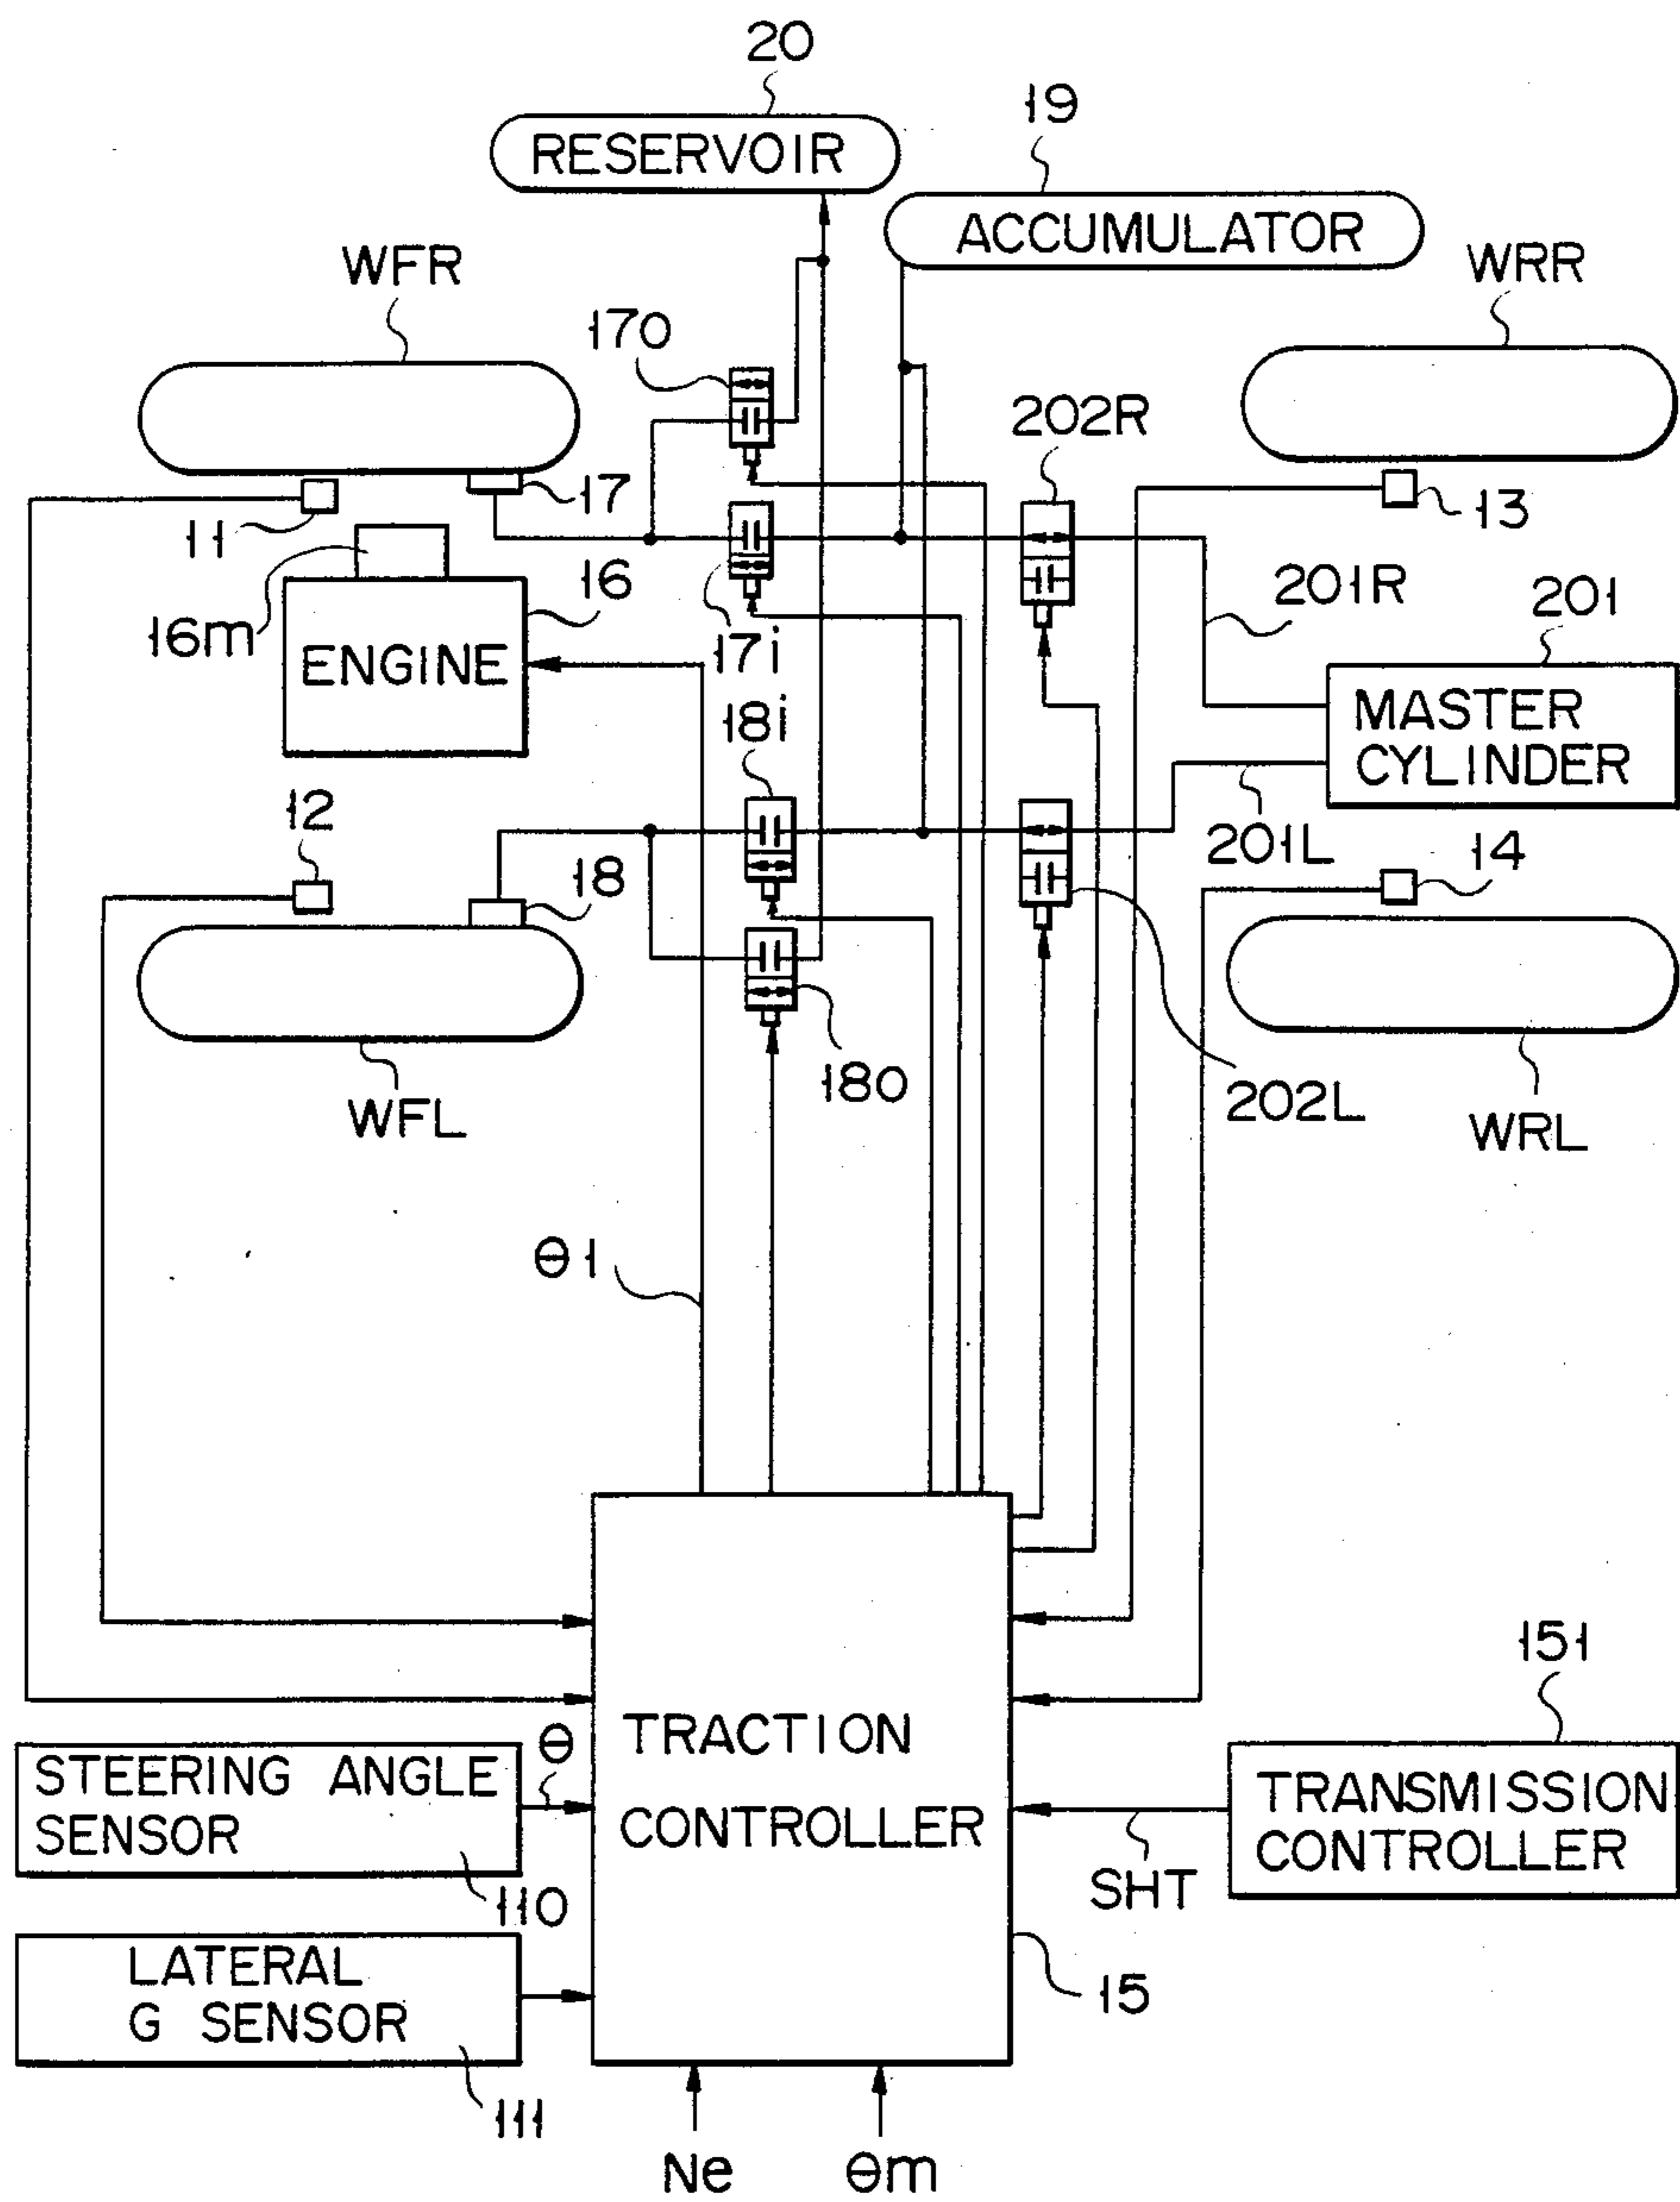 20
RESERVOIR
19
ACCUMULATOR
WFR
WRR
170
202R
17
11
13
16
16m
ENGINE
17i
201R
201
MASTER
CYLINDER
18i
12
18
201L
14
180
202L
WFL
WRL
θ1
151
TRACTION
CONTROLLER
STEERING ANGLE
SENSOR
θ
110
TRANSMISSION
CONTROLLER
SHT
LATERAL
G SENSOR
111
15
Ne
θm